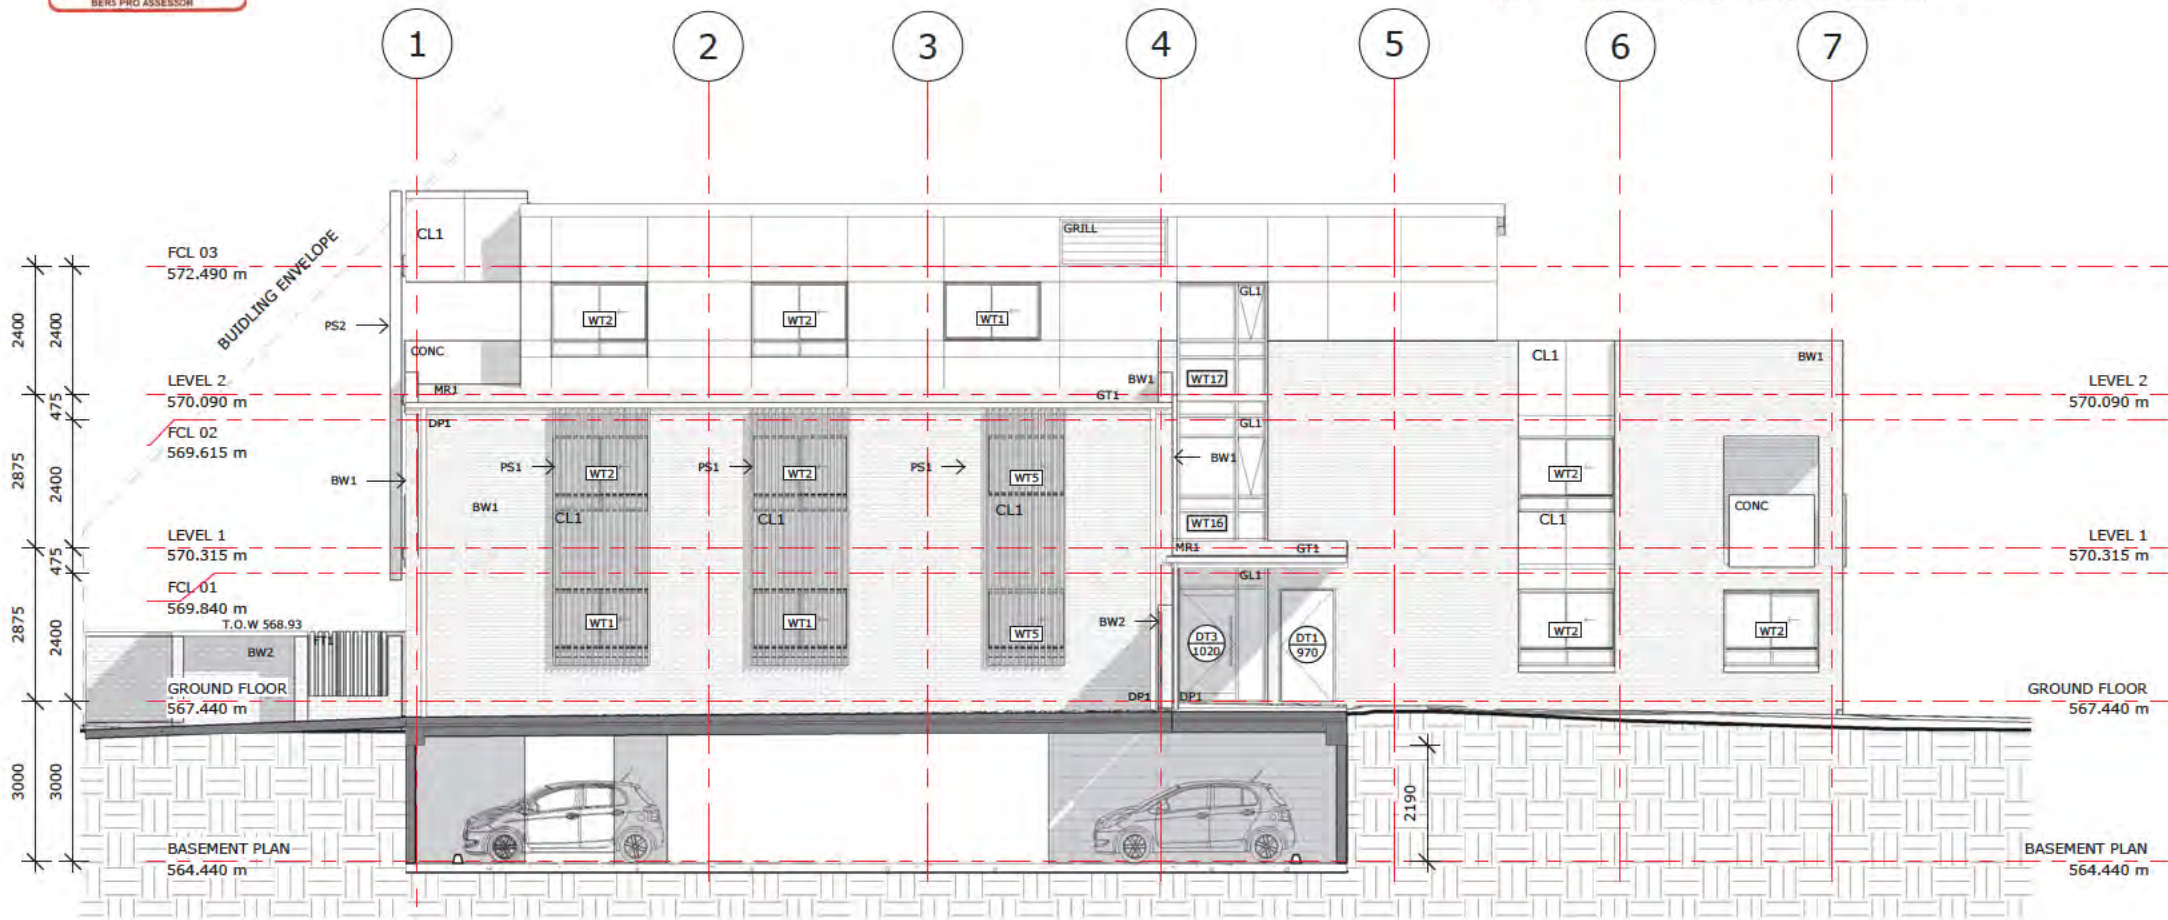 BERS PRO ASSESSOR
1
2
3
4
5
6
7
CL1
GRILL
FCL 03
572.490 m
BUIDLING ENVELOPE
GL1
PS2
WT2
WT2
WT1
2400
2400
CONC
CL1
BW1
LEVEL 2
570.090 m
MR1
BW1
WT17
GT1
LEVEL 2
570.090 m
475
DP1
GL1
FCL 02
569.615 m
PS1
WT2
PS1
WT2
PS1
WT5
BW1
WT2
BW1
2875
2400
BW1
CL1
CL1
CL1
WT16
CL1
CONC
LEVEL 1
570.315 m
MR1
GT1
LEVEL 1
570.315 m
475
GL1
FCL 01
569.840 m
T.O.W 568.93
WT1
WT1
WT5
BW2
DT3
1020
DT1
970
WT2
WT2
2875
2400
FT1
BW2
GROUND FLOOR
567.440 m
DP1
DP1
GROUND FLOOR
567.440 m
3000
3000
2190
BASEMENT PLAN
564.440 m
BASEMENT PLAN
564.440 m